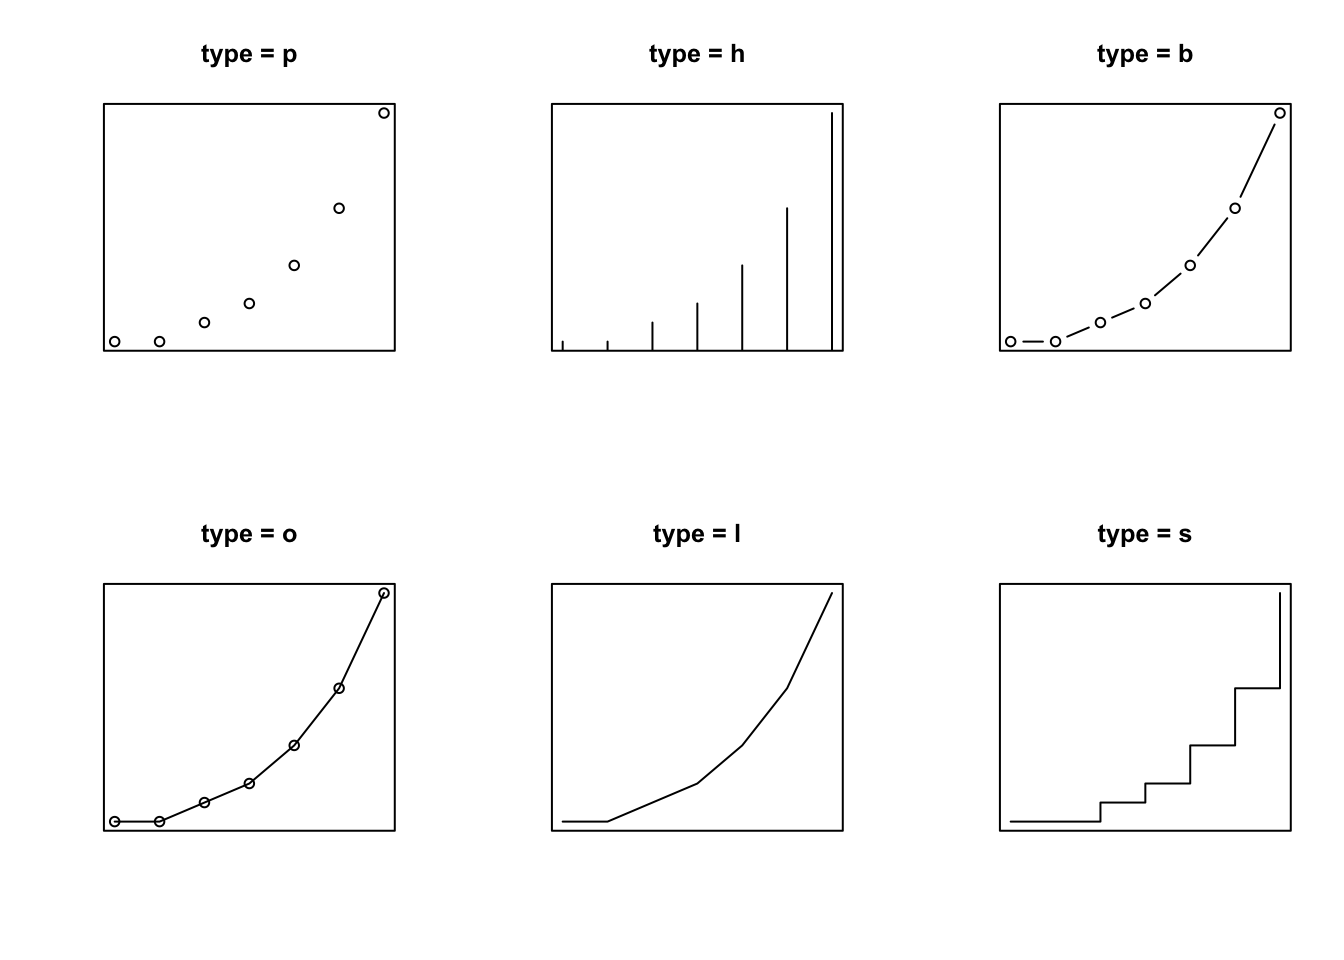 type = p
type = h
type = b
type = o
type = l
type = s